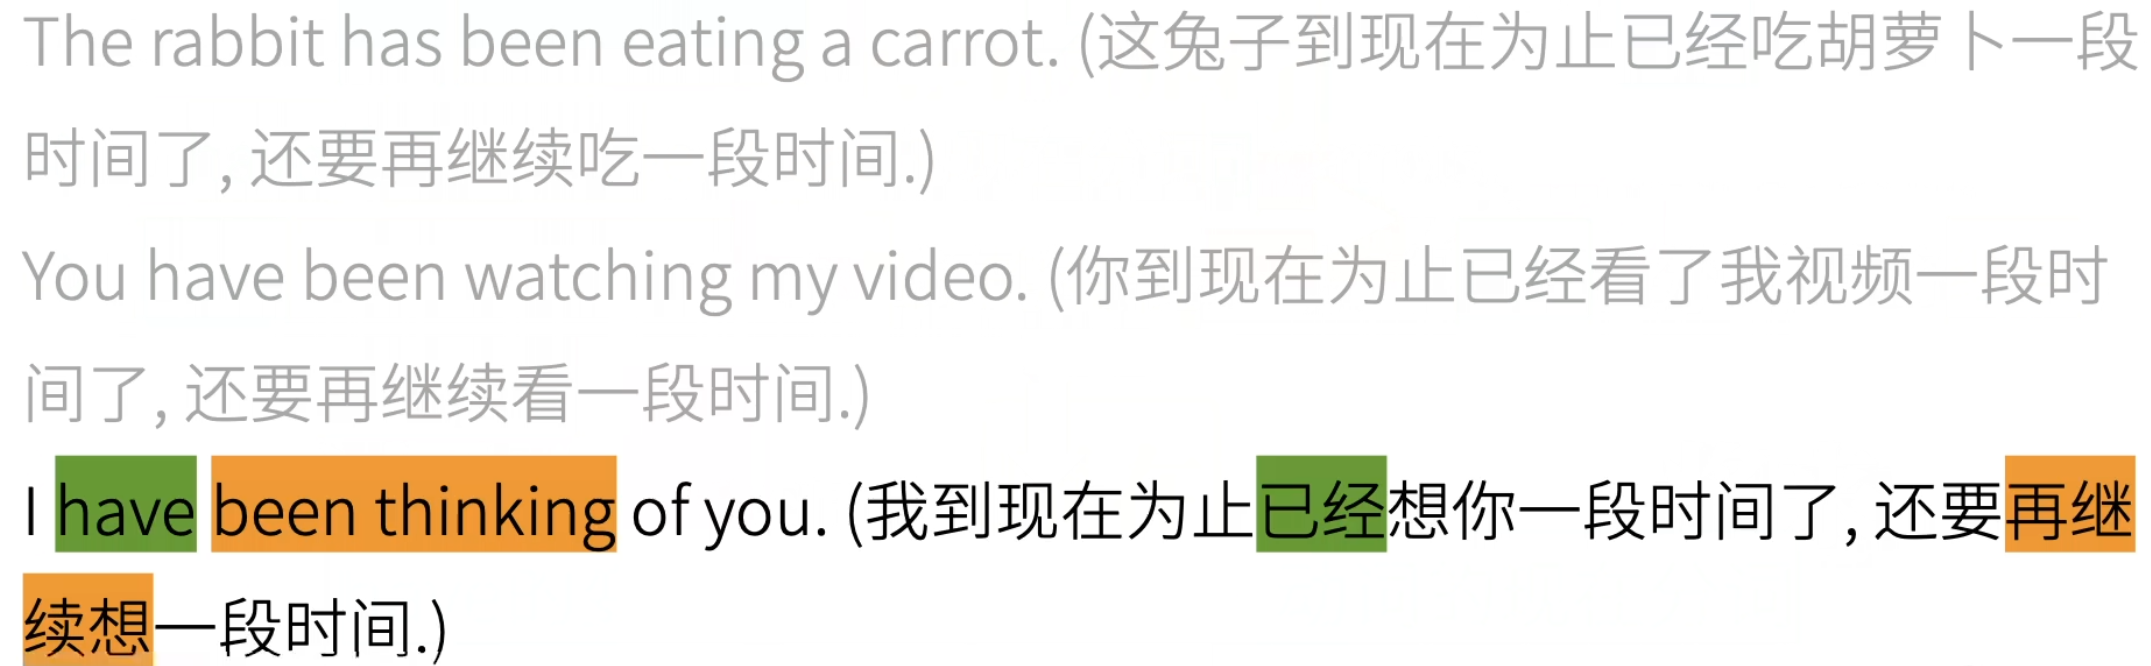 The rabbit has been eating a carrot. (这兔子到现在为止已经吃胡萝卜一段
时间了, 还要再继续吃一段时间.)
You have been watching my video. (你到现在为止已经看了我视频一段时
间了, 还要再继续看一段时间.)
I have been thinking of you. (我到现在为止已经想你一段时间了, 还要再继
续想一段时间.)